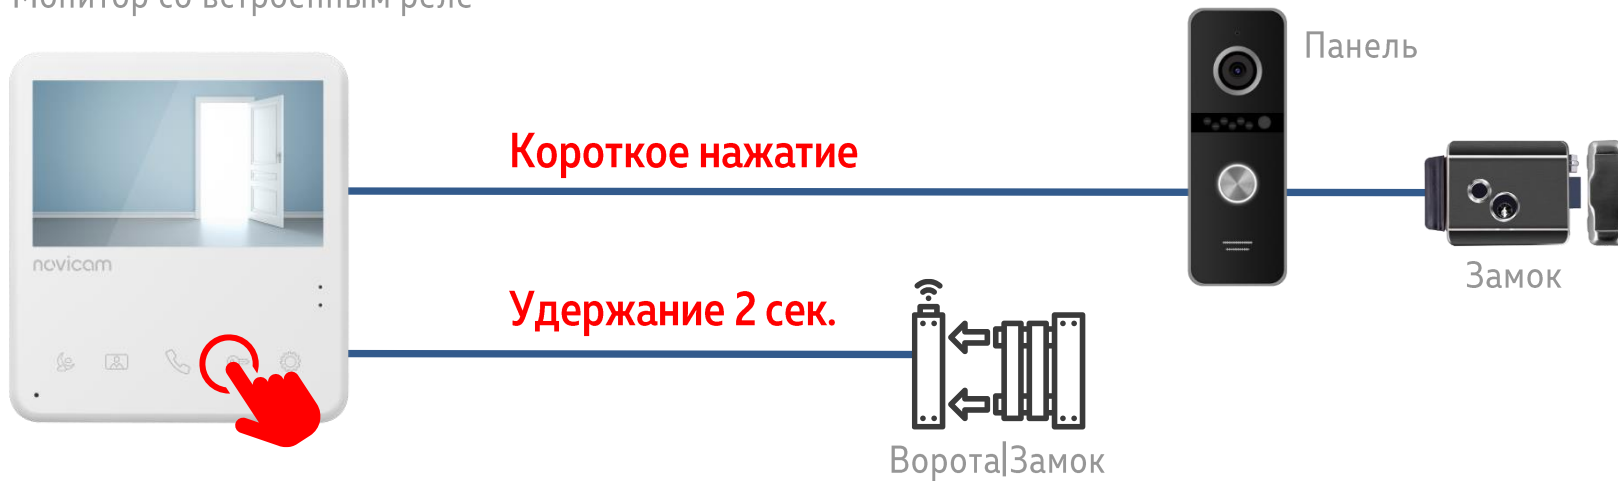 Монитор со встроенным реле
Панель
Короткое нажатие
novicam
Замок
Удержание 2 сек.
Ворота|Замок